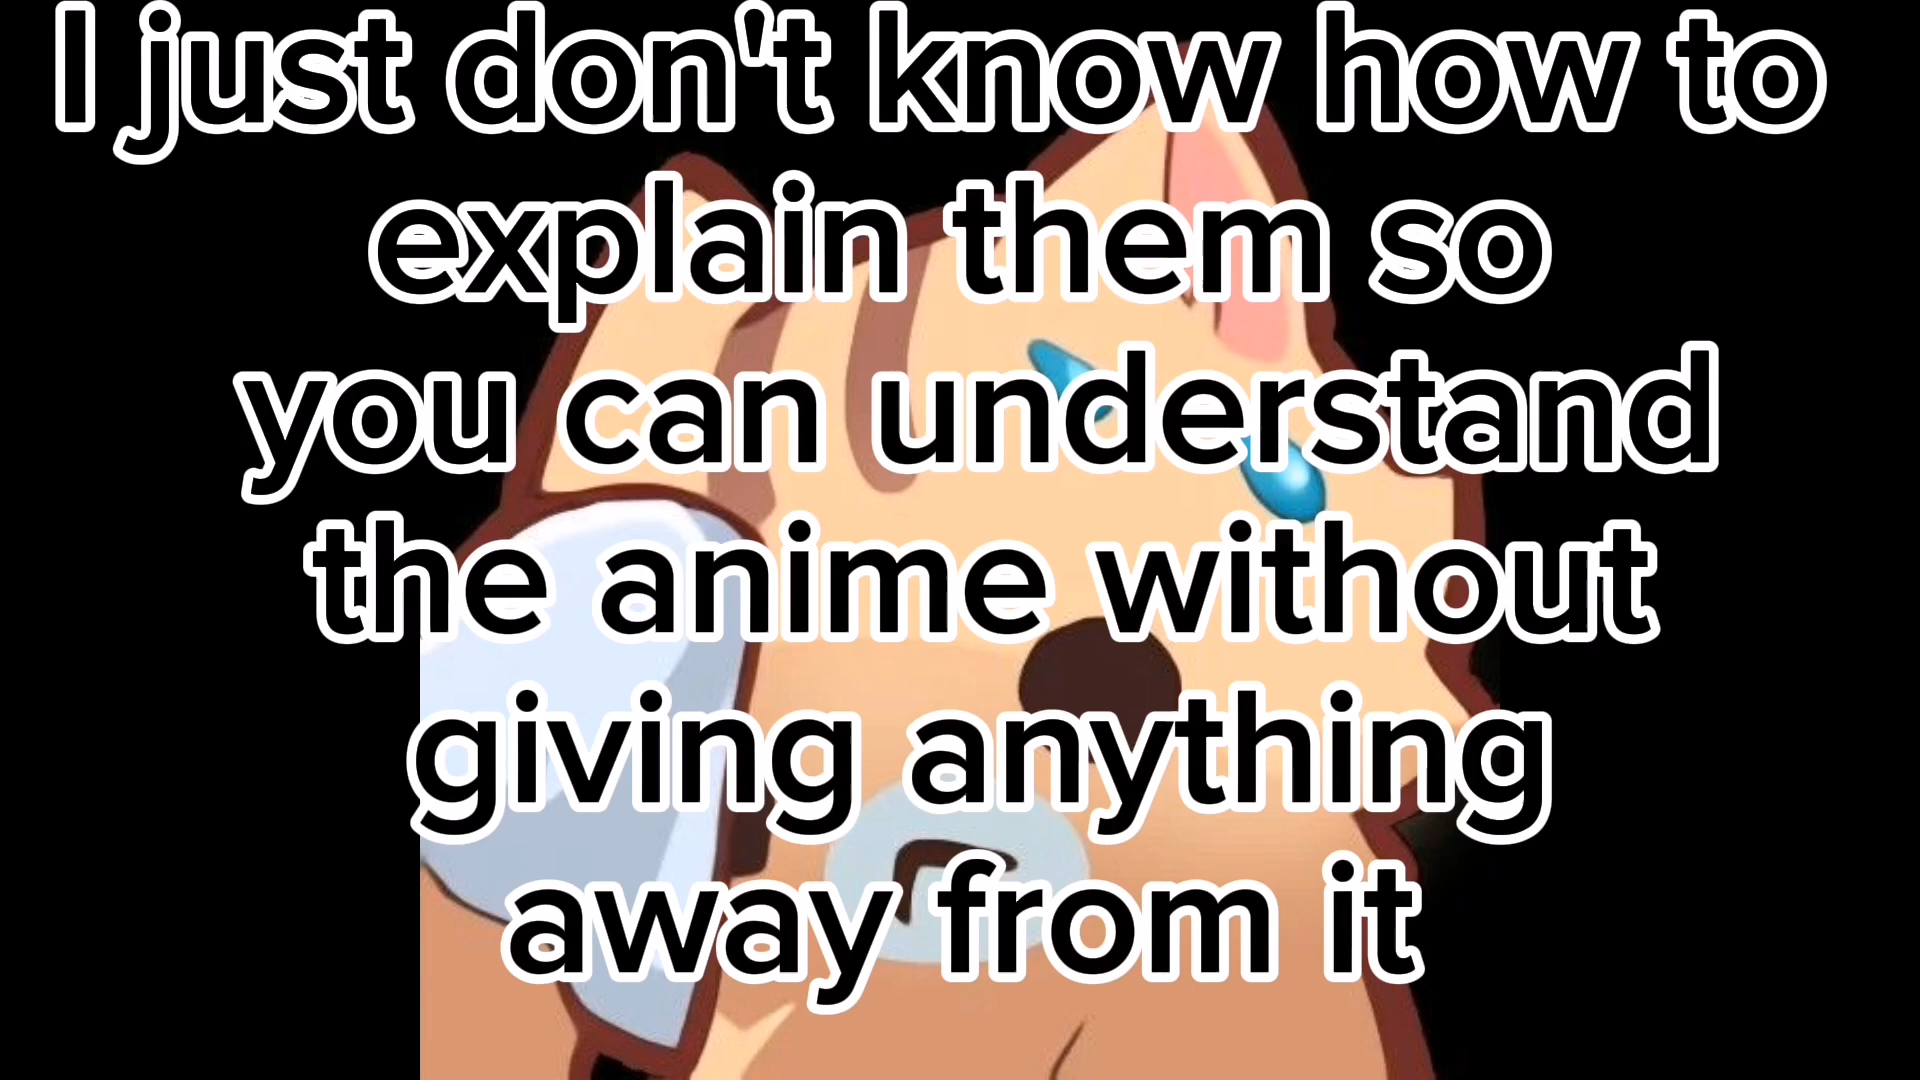 I just don't know how to
explain them so
you can understand
the anime without
giving anything
away from it